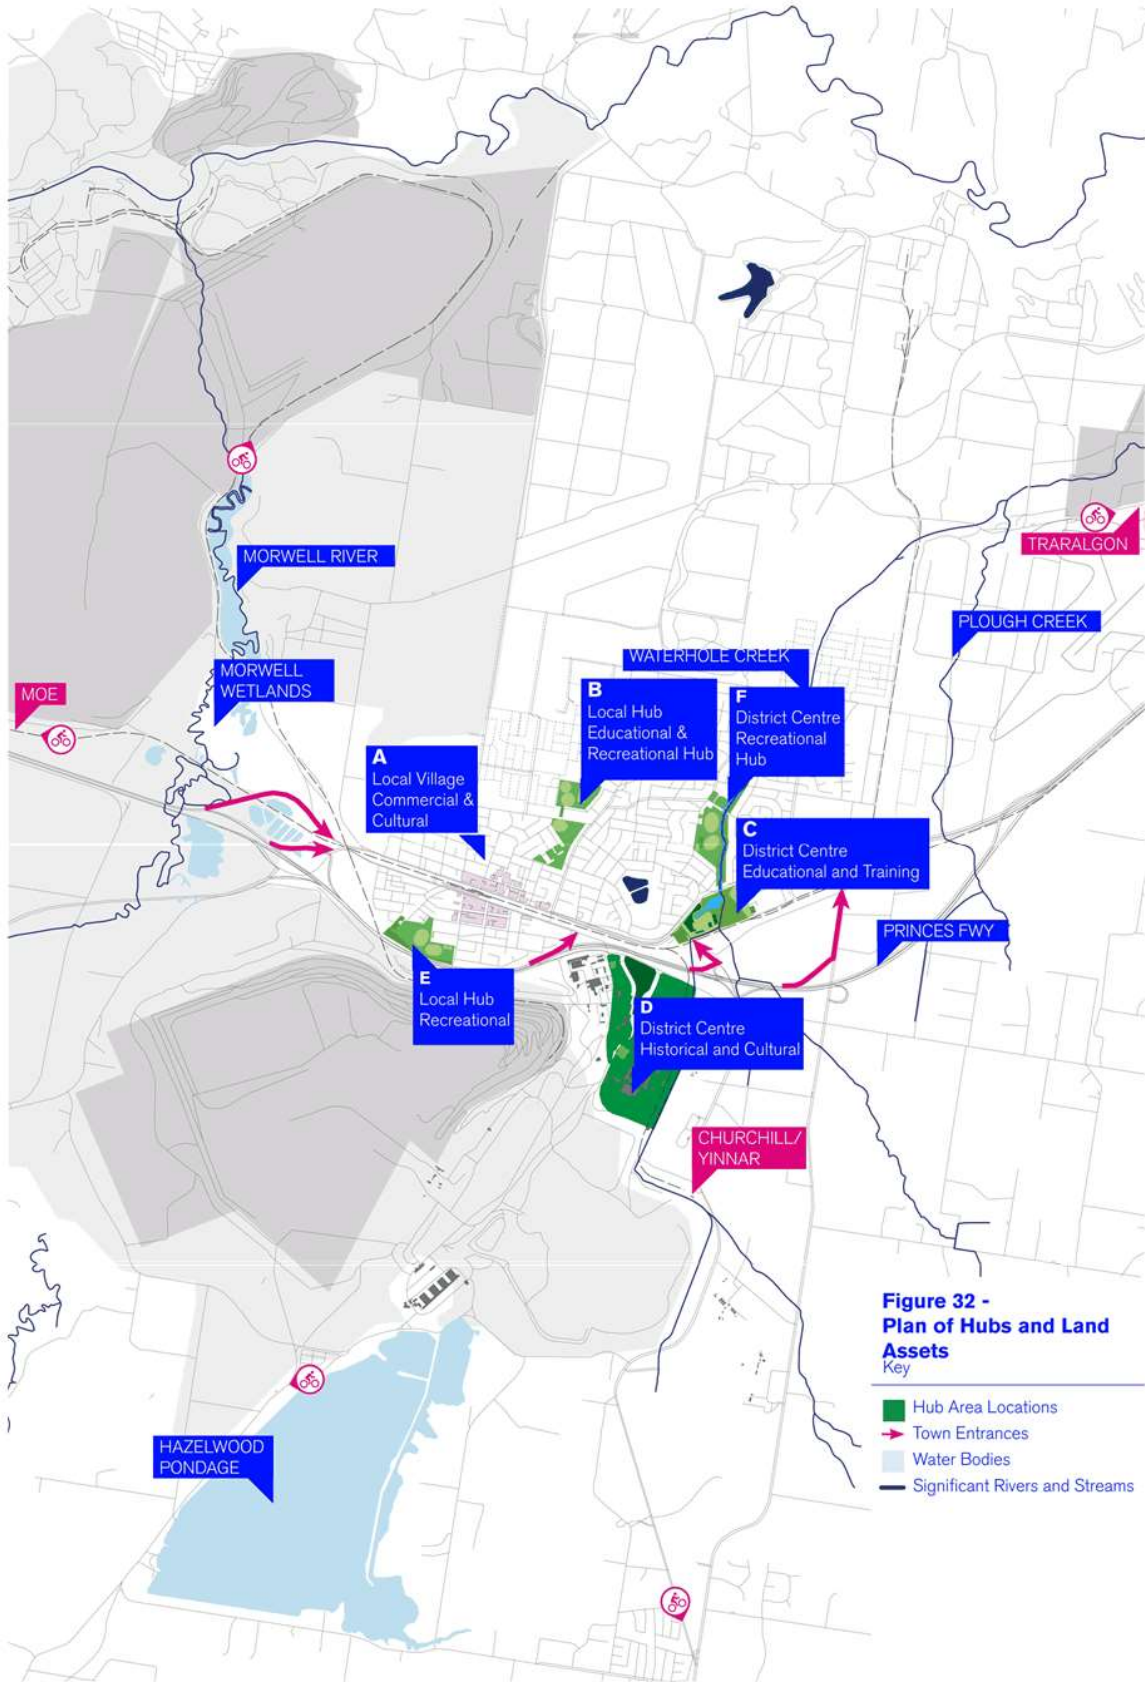 MORWELL RIVER
TRARALGON
PLOUGH CREEK
WATERHOLE CREEK
MORWELL
WETLANDS
MOE
B
Local Hub
Educational &
Recreational Hub
F
District Centre
Recreational
Hub
A
Local Village
Commercial &
Cultural
C
District Centre
Educational and Training
PRINCES FWY
E
Local Hub
Recreational
D
District Centre
Historical and Cultural
CHURCHILL/
YINNAR
HAZELWOOD
PONDAGE
Figure 32 -
Plan of Hubs and Land
Assets
Key
Hub Area Locations
Town Entrances
Water Bodies
Significant Rivers and Streams